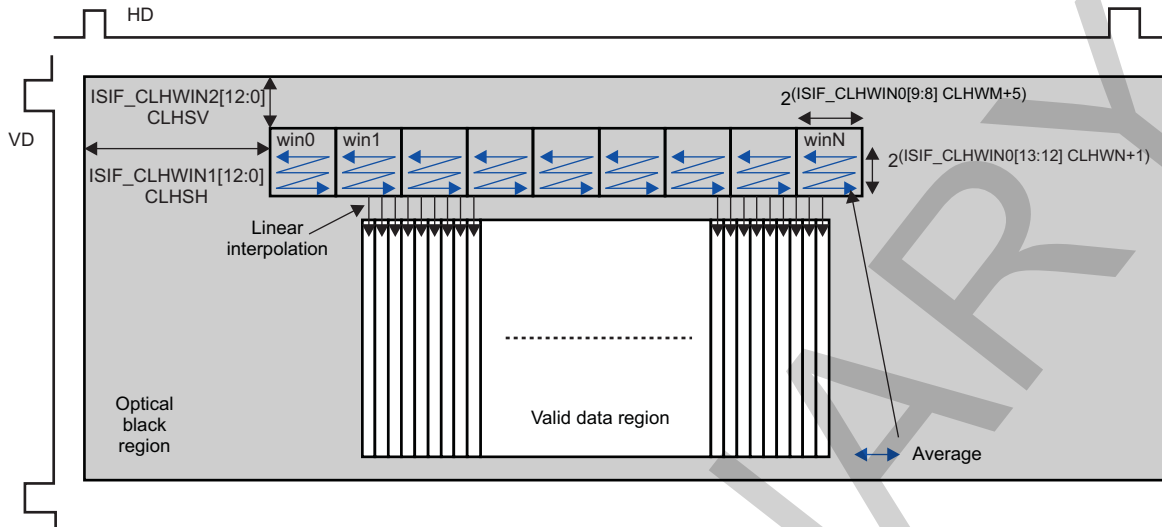 HD
ISIF_CLHWIN2[12:0]
CLHSV
2(ISIF_CLHWIN0[9:8] CLHWM+5)
VD
win0 win1 winN
2(ISIF_CLHWIN0[13:12] CLHWN+1)
ISIF_CLHWIN1[12:0]
CLHSH
Linear
interpolation
Optical
black
region
Valid data region
Average
ARY